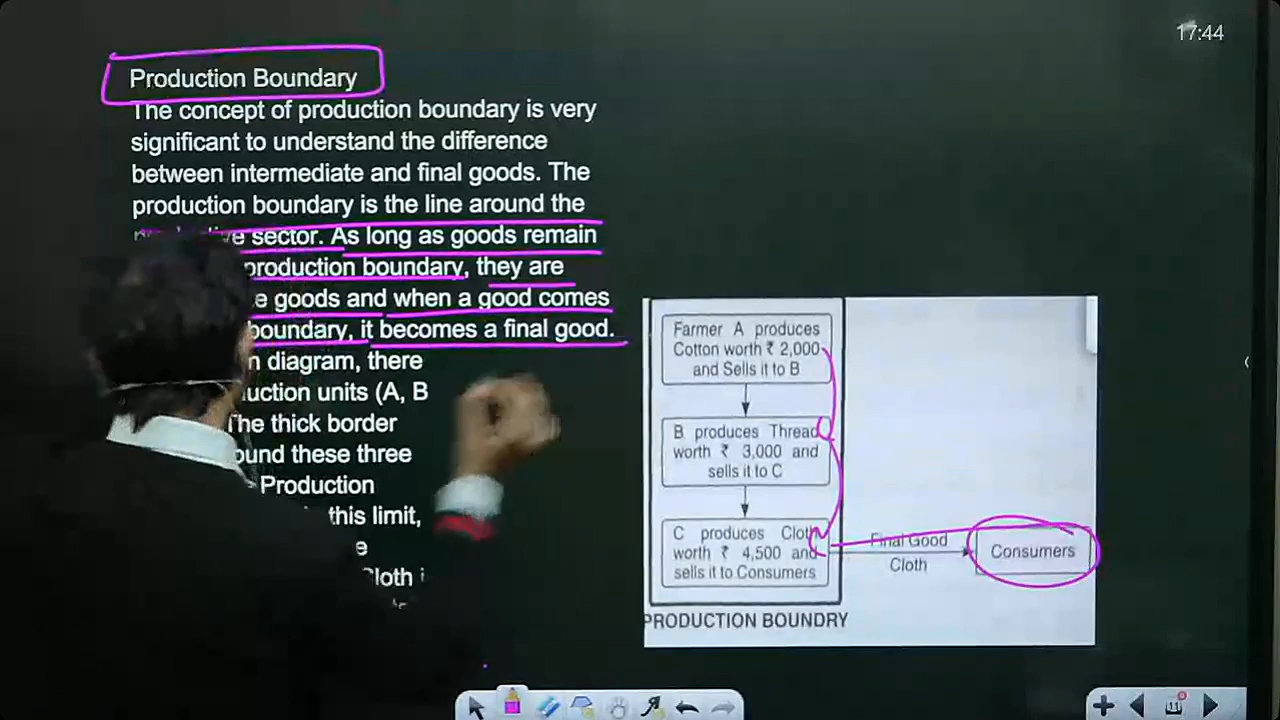 17:44
Production Boundary
The concept of production boundary is very
significant to understand the difference
between intermediate and final goods. The
production boundary is the line around the
sector. As long as goods remain
production boundary, they are
goods and when a good comes
boundary, it becomes a final good.
diagram, there
units (A, B
The thick border
these three
Production
this limit,
Cloth
Farmer A produces
Cotton worth ₹ 2,000
and Sells it to B
B produces Thread
worth ₹ 3,000 and
sells it to C
C produces Cloth
worth ₹ 4,500 and
sells it to Consumers
Final Good
Cloth
Consumers
PRODUCTION BOUNDRY
11